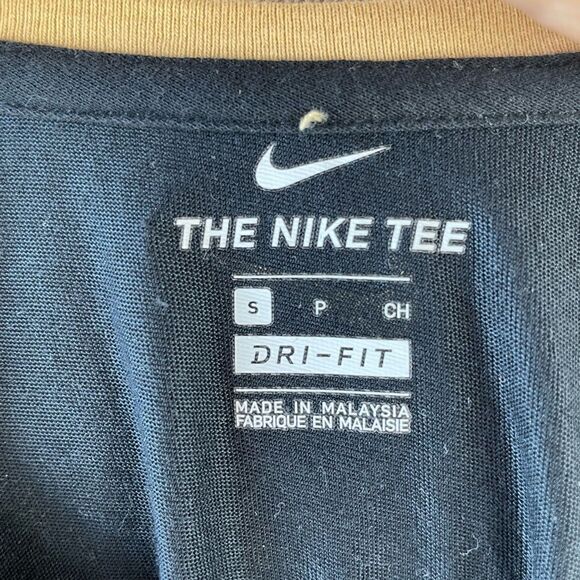 THE NIKE TEE
S P CH
DRI-FIT
MADE IN MALAYSIA
FABRIQUE EN MALAISIE